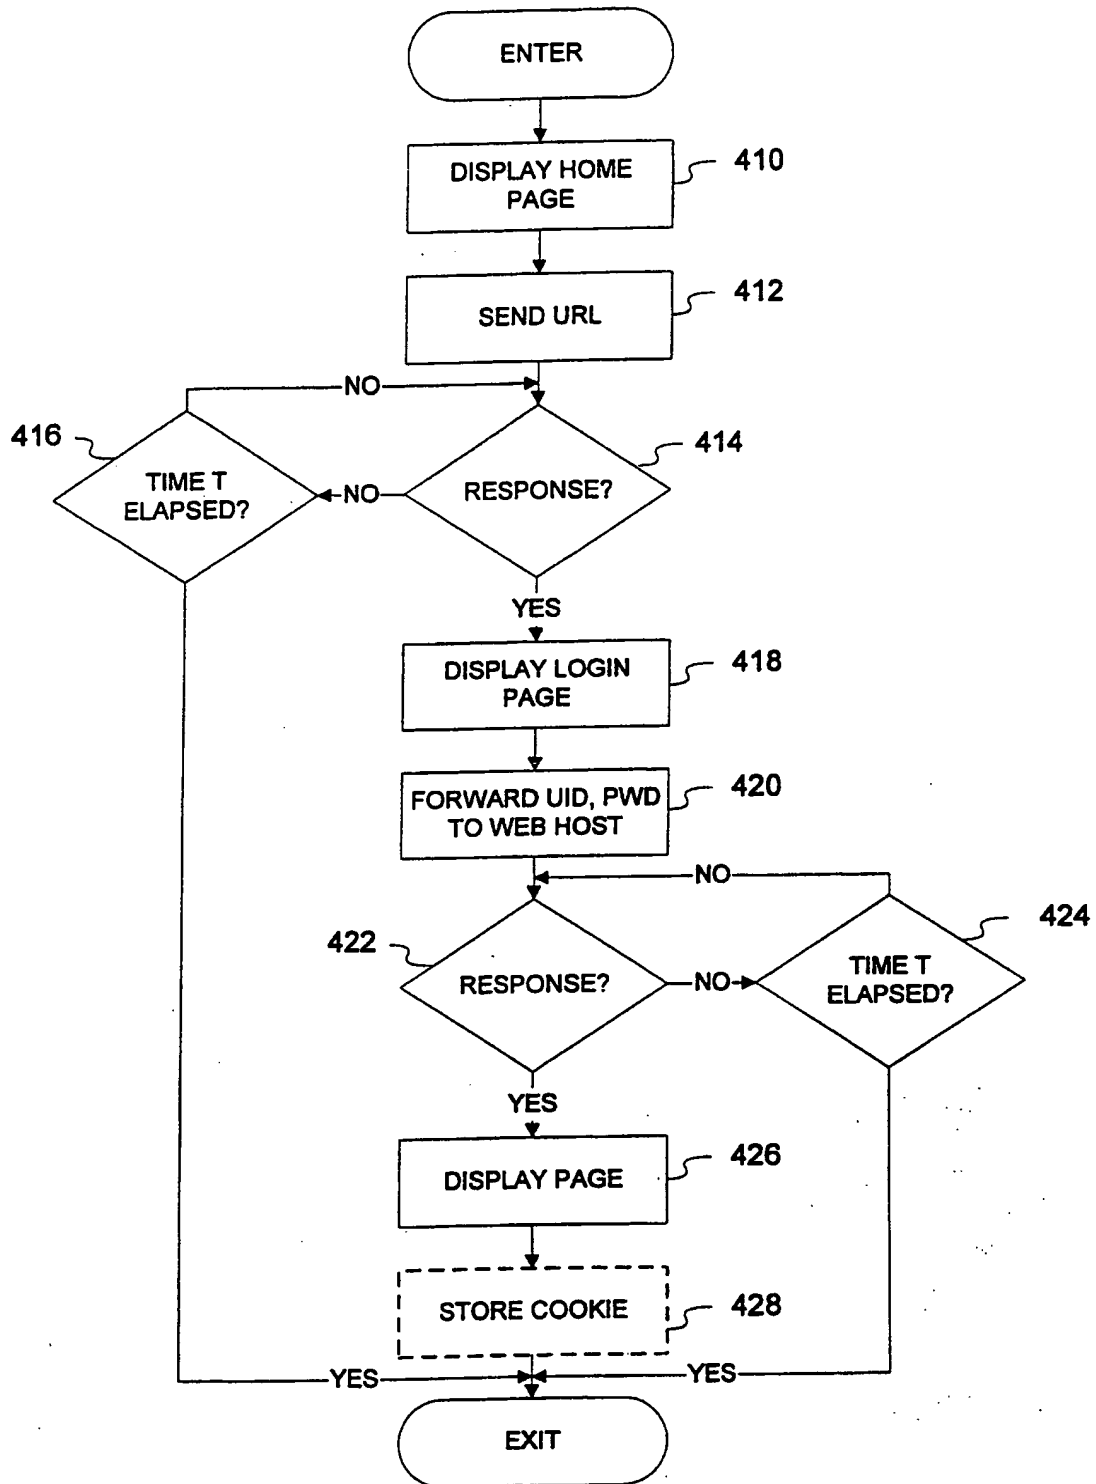 ENTER
DISPLAY HOME
PAGE
410
SEND URL
412
NO
416
TIME T
ELAPSED?
NO
RESPONSE?
414
YES
DISPLAY LOGIN
PAGE
418
FORWARD UID, PWD
TO WEB HOST
420
NO
422
RESPONSE?
NO
TIME T
ELAPSED?
424
YES
DISPLAY PAGE
426
STORE COOKIE
428
YES
YES
EXIT